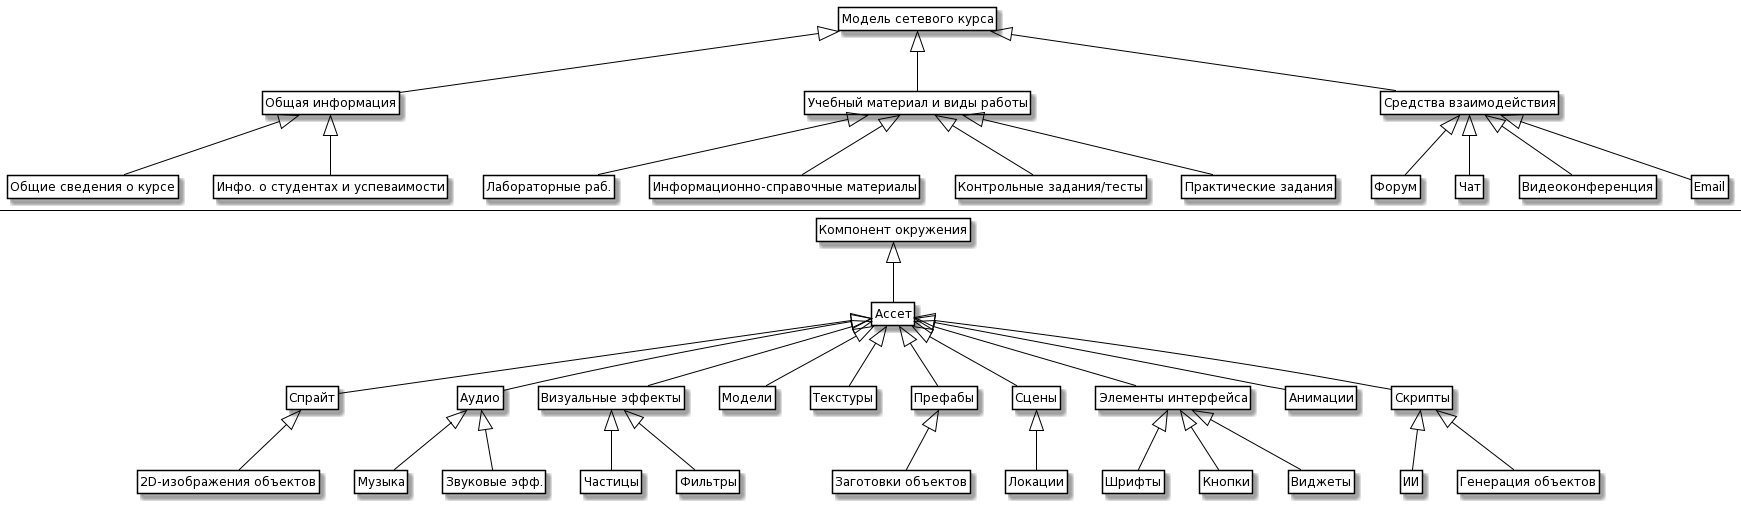 Модель сетевого курса
Общая информация
Учебный материал и виды работы
Средства взаимодействия
Общие сведения о курсе
Инфо. о студентах и успеваимости
Лабораторные раб.
Информационно-справочные материалы
Контрольные задания/тесты
Практические задания
Форум
Чат
Видеоконференция
Email
Компонент окружения
Ассет
Спрайт
Аудио
Визуальные эффекты
Модели
Текстуры
Префабы
Сцены
Элементы интерфейса
Анимации
Скрипты
2D-изображения объектов
Музыка
Звуковые эфф.
Частицы
Фильтры
Заготовки объектов
Локации
Шрифты
Кнопки
Виджеты
ИИ
Генерация объектов